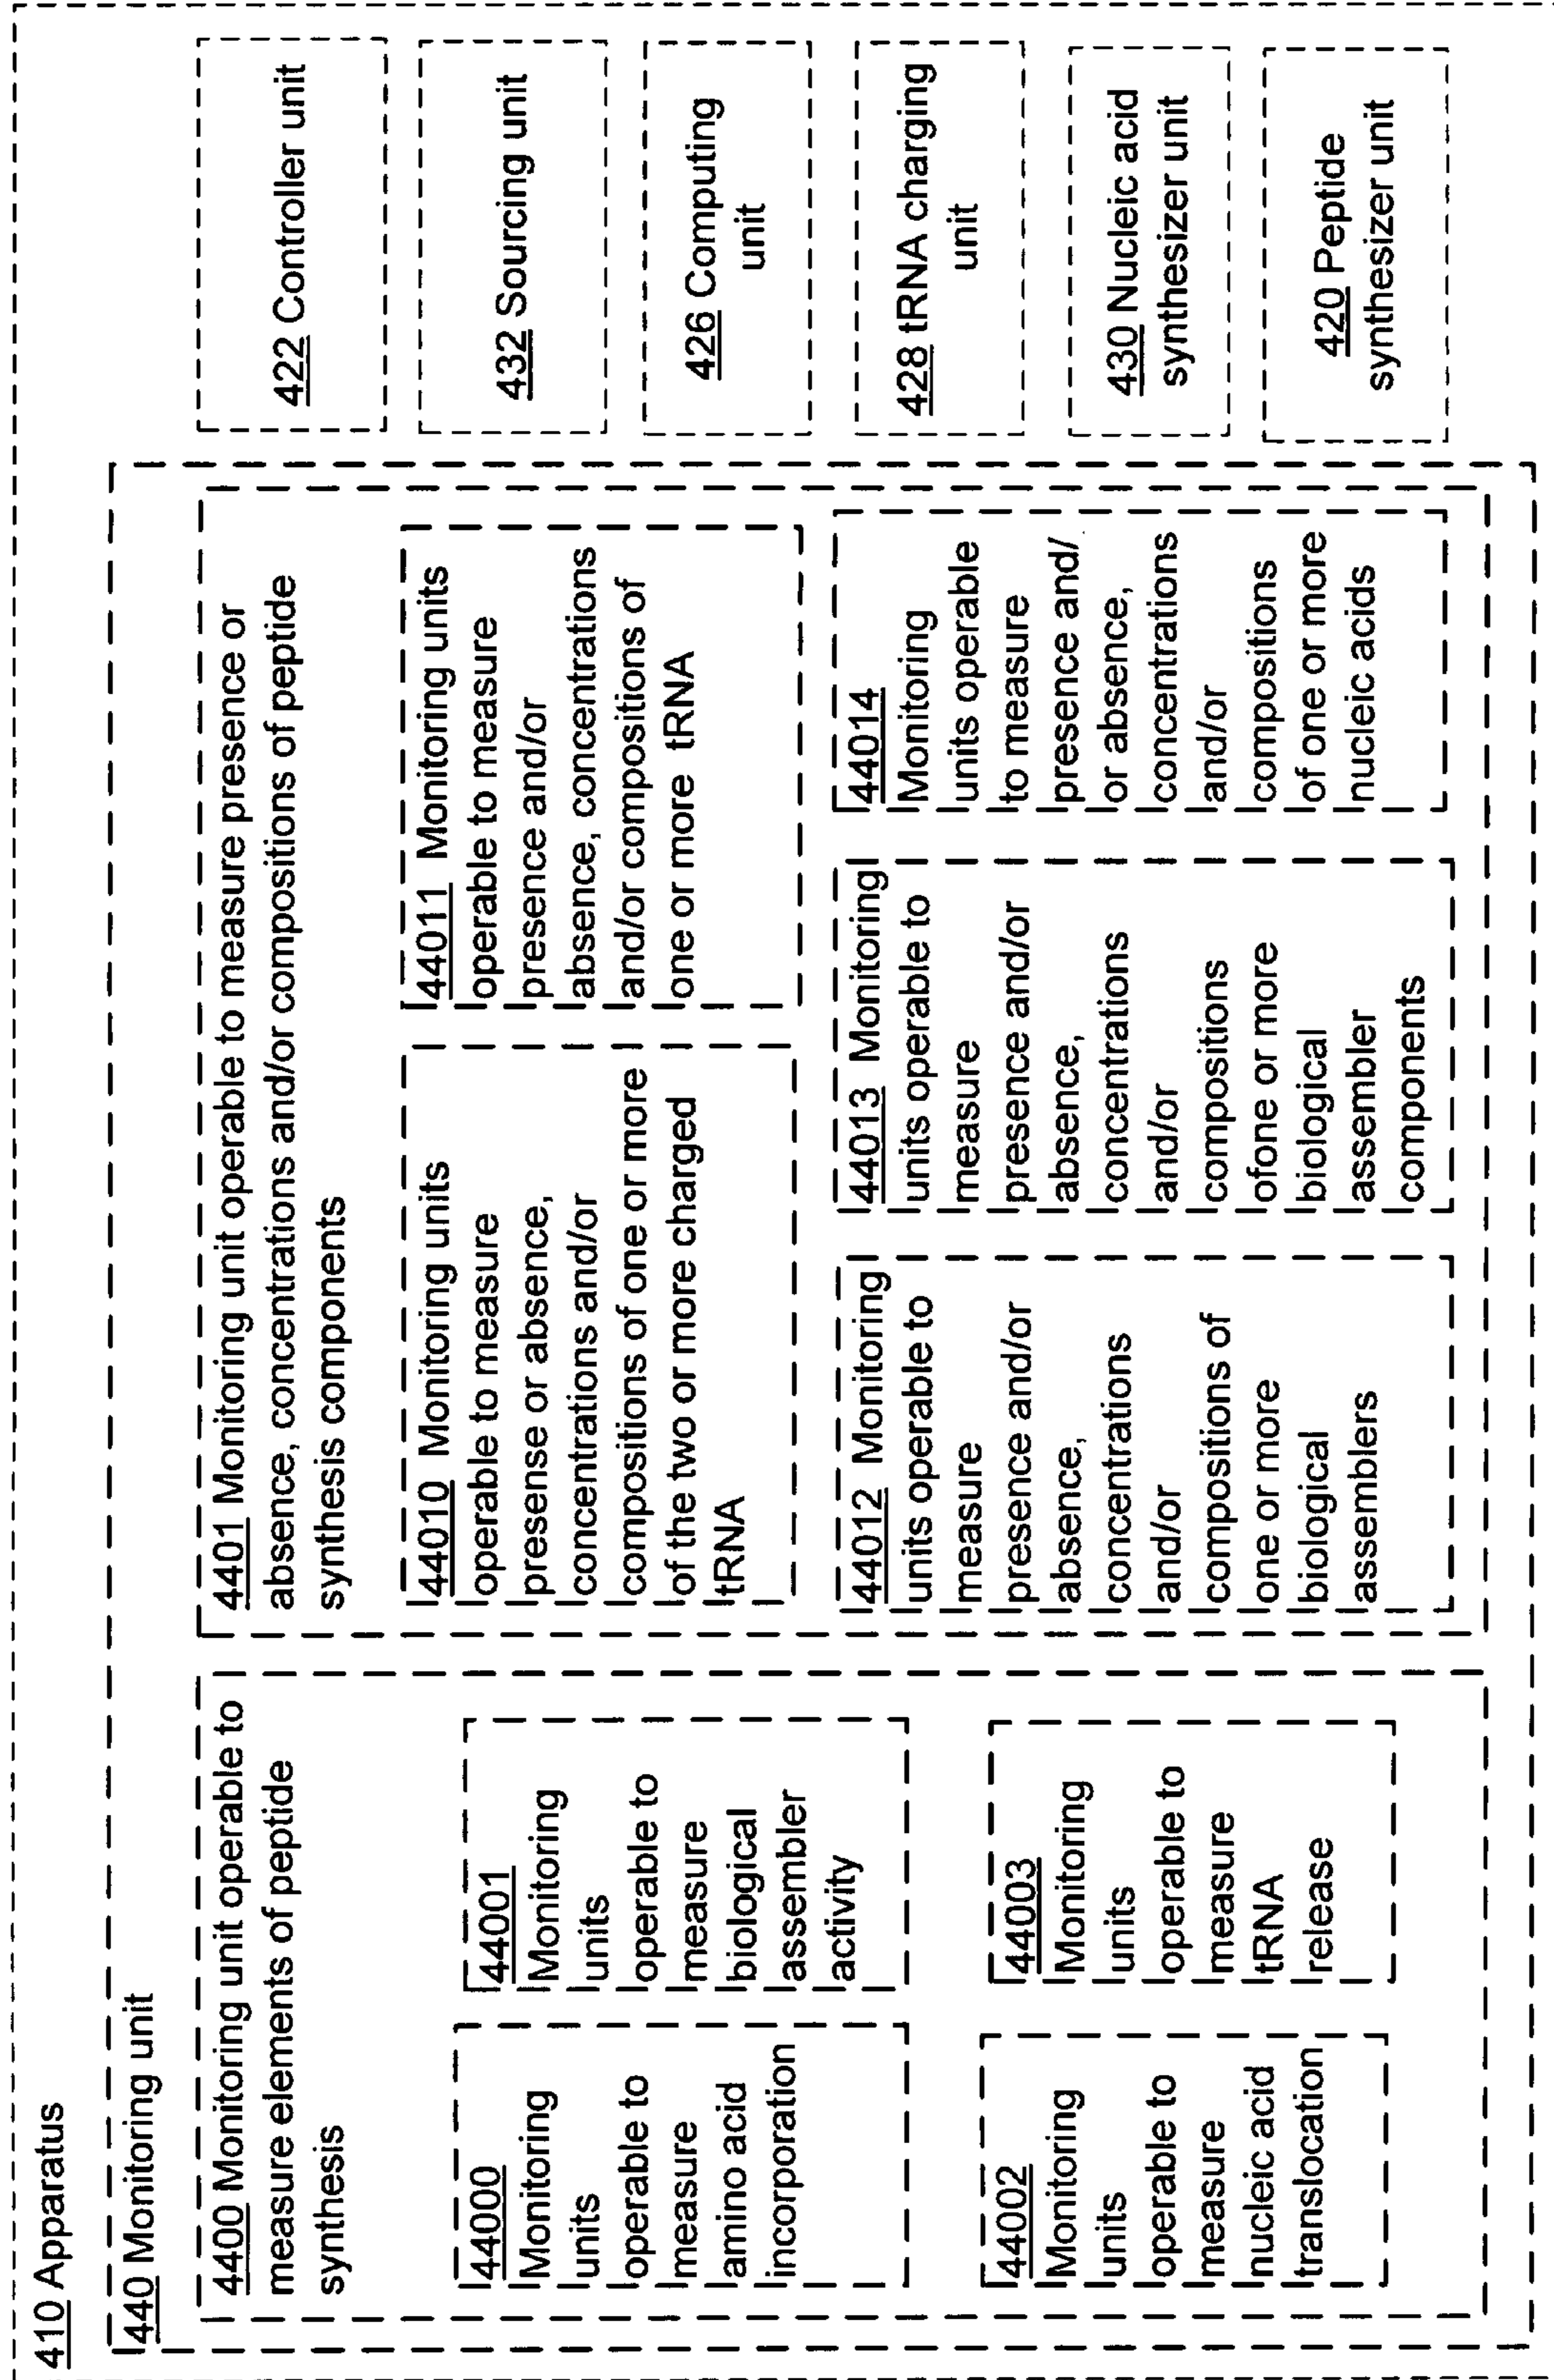 410 Apparatus
440 Monitoring unit
4400 Monitoring unit operable to
measure elements of peptide
synthesis
44000
Monitoring
units
operable to
measure
amino acid
incorporation
44001
Monitoring
units
operable to
measure
biological
assembler
activity
44002
Monitoring
units
operable to
measure
nucleic acid
translocation
44003
Monitoring
units
operable to
measure
tRNA
release
4401 Monitoring unit operable to measure presence or
absence, concentrations and/or compositions of peptide
synthesis components
44010 Monitoring units
operable to measure
presense or absence,
concentrations and/or
compositions of one or more
of the two or more charged
tRNA
44011 Monitoring units
operable to measure
presence and/or
absence, concentrations
and/or compositions of
one or more tRNA
44012 Monitoring
units operable to
measure
presence and/or
absence,
concentrations
and/or
compositions of
one or more
biological
assemblers
44013 Monitoring
units operable to
measure
presence and/or
absence,
concentrations
and/or
compositions
ofone or more
biological
assembler
components
44014
Monitoring
units operable
to measure
presence and/
or absence,
concentrations
and/or
compositions
of one or more
nucleic acids
422 Controller unit
432 Sourcing unit
426 Computing
unit
428 tRNA charging
unit
430 Nucleic acid
synthesizer unit
420 Peptide
synthesizer unit